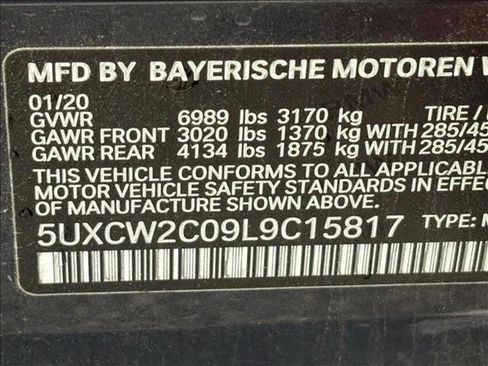 MFD BY BAYERISCHE MOTOREN W
01/20
GVWR 6989 lbs 3170 kg TIRE /
GAWR FRONT 3020 lbs 1370 kg WITH 285/45
GAWR REAR 4134 lbs 1875 kg WITH 285/45
THIS VEHICLE CONFORMS TO ALL APPLICABLE
MOTOR VEHICLE SAFETY STANDARDS IN EFFECT
OF MANUFACTURE SHOWN ABOVE.
5UXCW2C09L9C15817 TYPE: